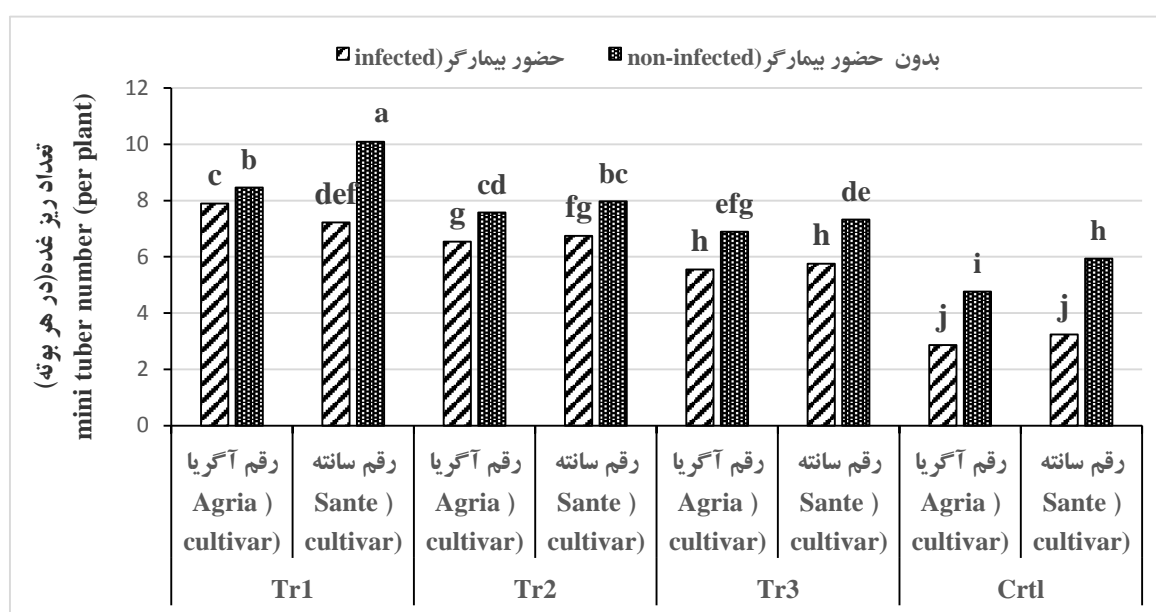 حضور بیمارگر(infected) بدون حضور بیمارگر(non-infected)
تعداد ریز غده(در هر بوته)
mini tuber number (per plant)
12
10
8
6
4
2
0
c b def a g cd fg bc h efg h de j i j h
رقم آگریا رقم سانته رقم آگریا رقم سانته رقم آگریا رقم سانته رقم آگریا رقم سانته
Agria ) Sante ) Agria ) Sante ) Agria ) Sante ) Agria ) Sante )
cultivar) cultivar) cultivar) cultivar) cultivar) cultivar) cultivar) cultivar)
Tr1 Tr2 Tr3 Crtl